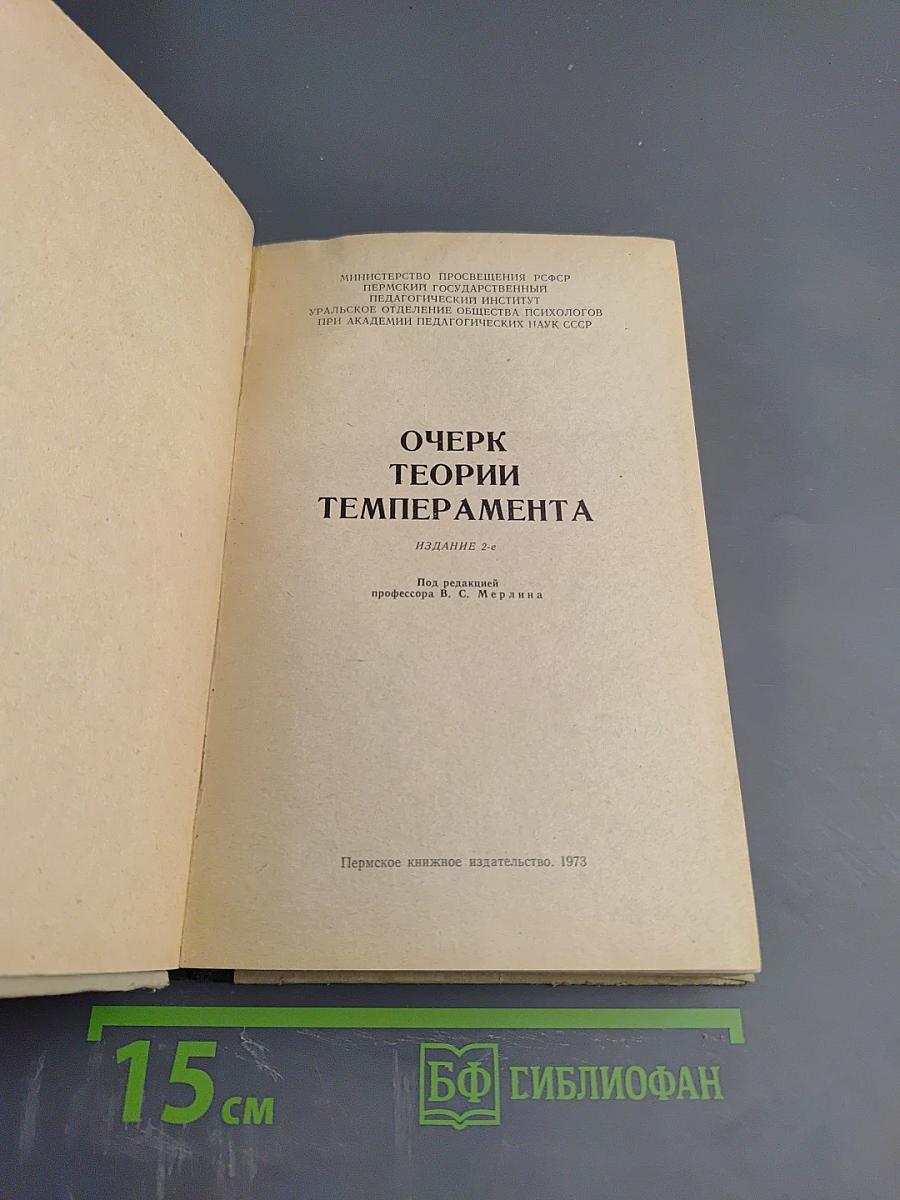 МИНИСТЕРСТВО ПРОСВЕЩЕНИЯ РСФСР
ПЕРМСКИЙ ГОСУДАРСТВЕННЫЙ
ПЕДАГОГИЧЕСКИЙ ИНСТИТУТ
УРАЛЬСКОЕ ОТДЕЛЕНИЕ ОБЩЕСТВА ПСИХОЛОГОВ
ПРИ АКАДЕМИИ ПЕДАГОГИЧЕСКИХ НАУК СССР
ОЧЕРК
ТЕОРИИ
ТЕМПЕРАМЕНТА
ИЗДАНИЕ 2-е
Под редакцией
профессора В. С. Мерлина
Пермское книжное издательство. 1973
15 см
БФ БИБЛИОФАН